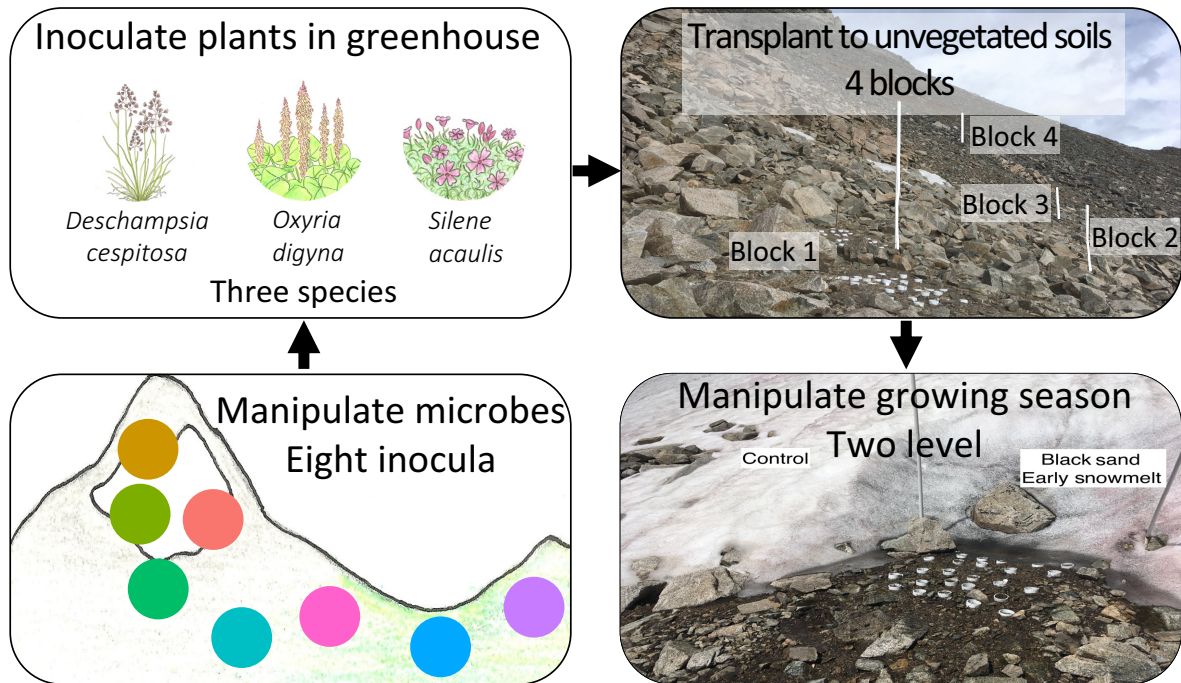 Inoculate plants in greenhouse
Deschampsia
cespitosa
Oxyria
digyna
Silene
acaulis
Three species
Transplant to unvegetated soils
4 blocks
Block 4
Block 3
Block 2
Block 1
Manipulate microbes
Eight inocula
Manipulate growing season
Two level
Control
Black sand
Early snowmelt